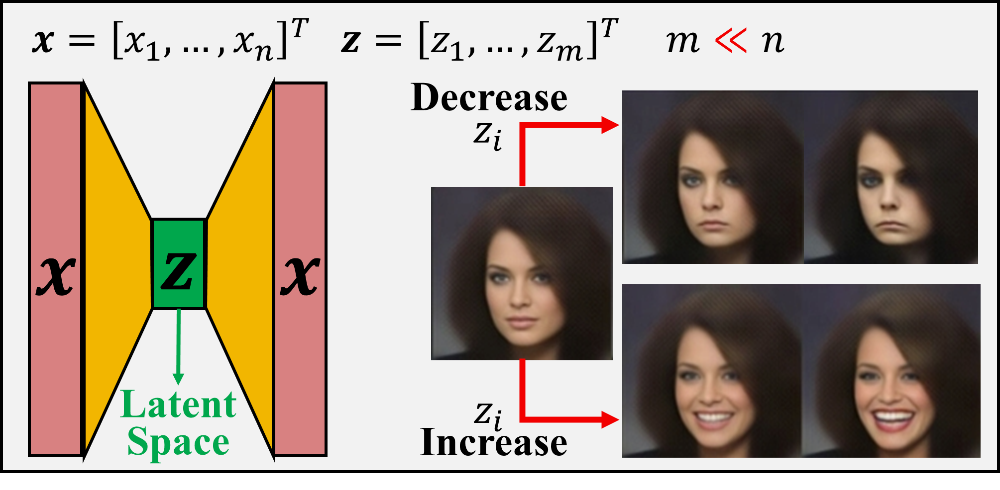 x = [x₁, … , xₙ]ᵀ z = [z₁, … , zₘ]ᵀ m ≪ n
Decrease
zᵢ
x z x
Latent
Space
zᵢ
Increase